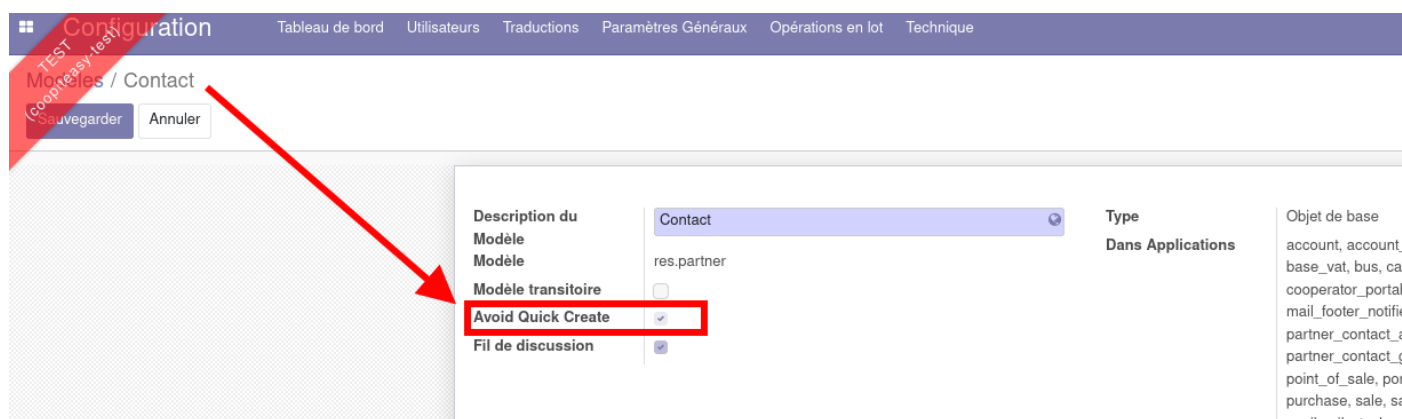 Configuration Tableau de bord Utilisateurs Traductions Paramètres Généraux Opérations en lot Technique
TEST
(coopiteasy-test)
Modèles / Contact
Sauvegarder Annuler
Description du Modèle Contact
Modèle res.partner
Modèle transitoire
Avoid Quick Create
Fil de discussion
Type Objet de base
Dans Applications account, account_
base_vat, bus, ca
cooperator_portal
mail_footer_notifie
partner_contact_a
partner_contact_g
point_of_sale, por
purchase, sale, sa